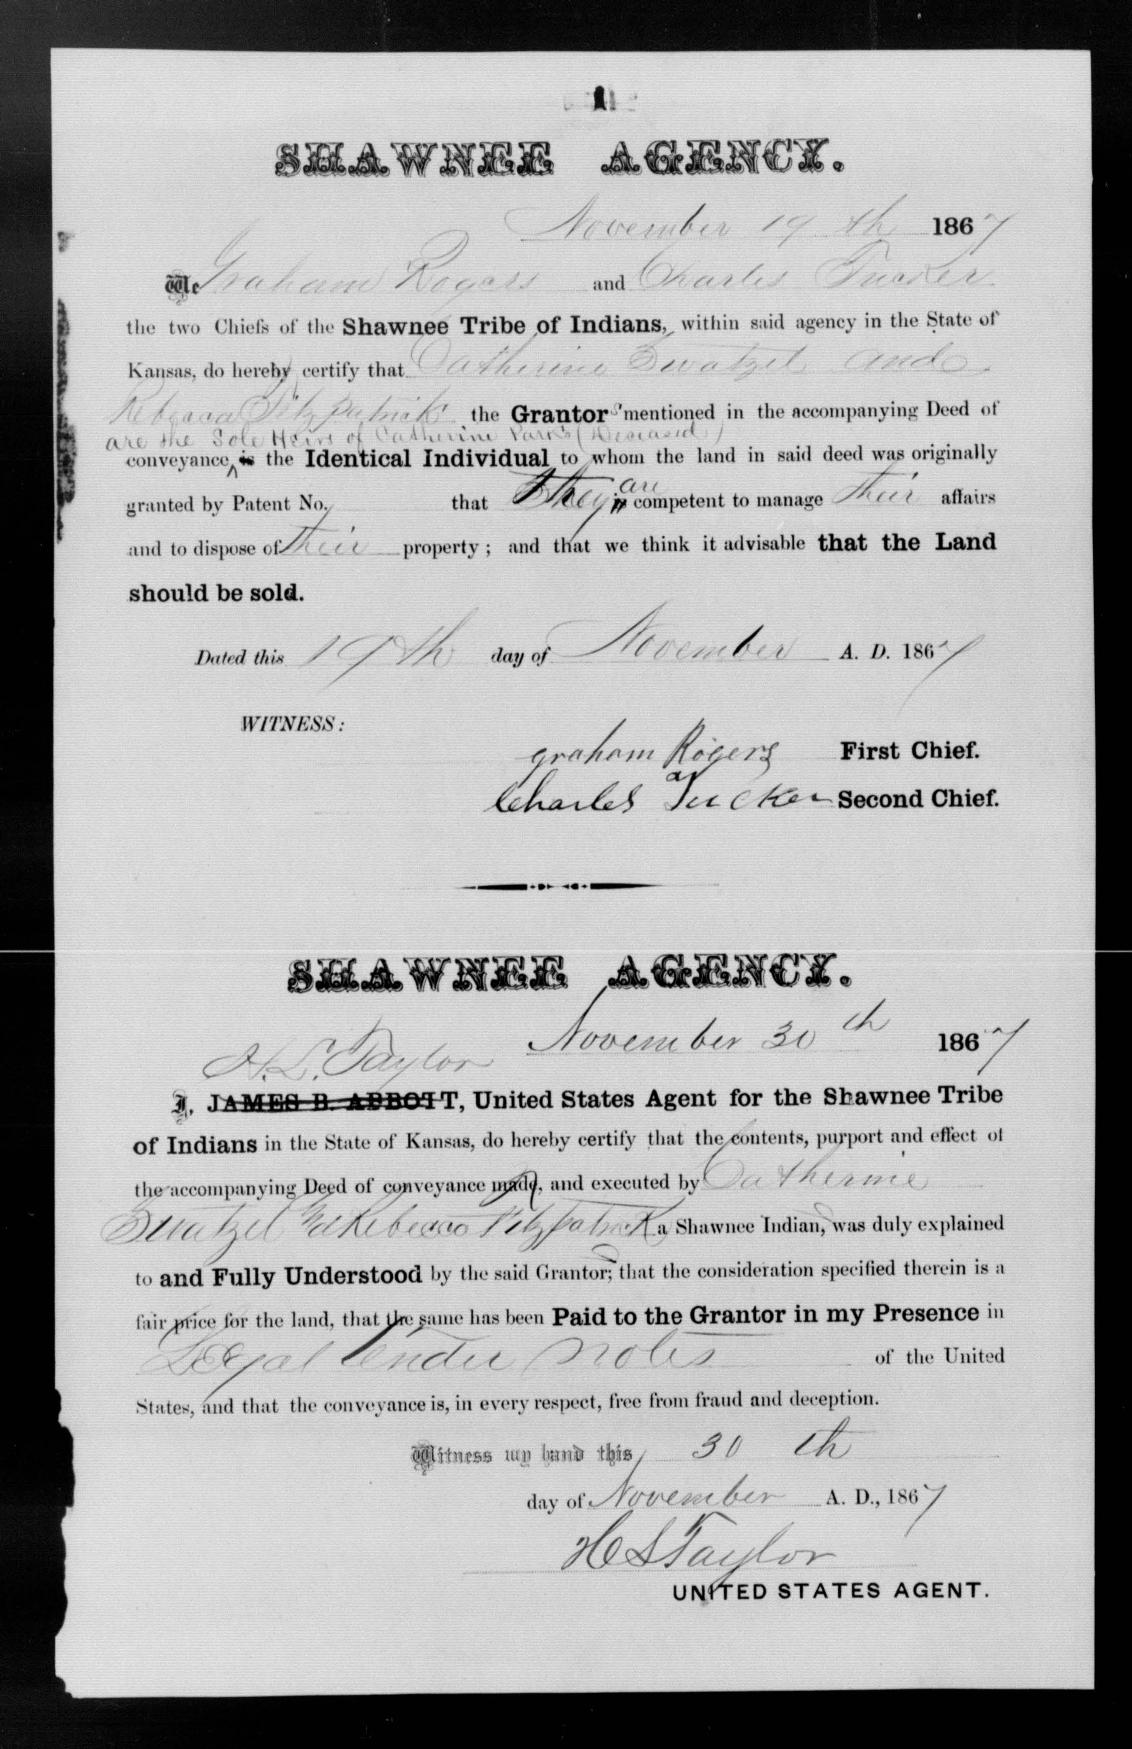 1
SHAWNEE AGENCY.
November 19th 1867
We Graham Rogers and Charles Tucker
the two Chiefs of the Shawnee Tribe of Indians, within said agency in the State of
Kansas, do hereby certify that Catherine Swatzel and
Rebecca Fitzpatrick the Grantors mentioned in the accompanying Deed of
are the Sole Heirs of Catherine Parks (Deceased)
conveyance ^ is the Identical Individual to whom the land in said deed was originally
granted by Patent No. that they are competent to manage their affairs
and to dispose of their property; and that we think it advisable that the Land
should be sold.
Dated this 19th day of November A. D. 1867
WITNESS:
graham Rogers First Chief.
Charles Tucker Second Chief.
SHAWNEE AGENCY.
November 30th 1867
H. L. Taylor
I, JAMES B. ABBOTT, United States Agent for the Shawnee Tribe
of Indians in the State of Kansas, do hereby certify that the contents, purport and effect of
the accompanying Deed of conveyance made, and executed by Catherine
Swatzel and Rebecca Fitzpatrick a Shawnee Indian, was duly explained
to and Fully Understood by the said Grantor; that the consideration specified therein is a
fair price for the land, that the same has been Paid to the Grantor in my Presence in
Legal tender notes of the United
States, and that the conveyance is, in every respect, free from fraud and deception.
Witness my hand this 30th
day of November A. D., 1867
H L Taylor
UNITED STATES AGENT.